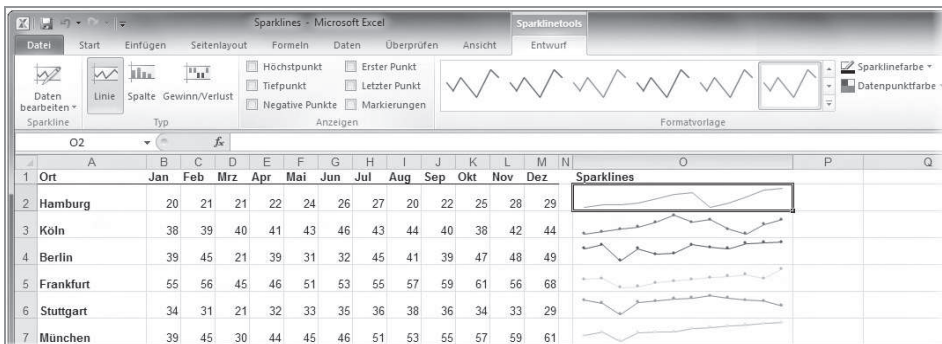 Sparklines - Microsoft Excel
Sparklinetools
Datei Start Einfügen Seitenlayout Formeln Daten Überprüfen Ansicht Entwurf
Daten bearbeiten
Linie Spalte Gewinn/Verlust
Höchstpunkt Erster Punkt
Tiefpunkt Letzter Punkt
Negative Punkte Markierungen
Sparklinefarbe
Datenpunktfarbe
Sparkline Typ Anzeigen Formatvorlage
O2 fx
A B C D E F G H I J K L M N O P Q
1 Ort Jan Feb Mrz Apr Mai Jun Jul Aug Sep Okt Nov Dez Sparklines
2 Hamburg 20 21 21 22 24 26 27 20 22 25 28 29
3 Köln 38 39 40 41 43 46 43 44 40 38 42 44
4 Berlin 39 45 21 39 31 32 45 41 39 47 48 49
5 Frankfurt 55 56 45 46 51 53 55 57 59 61 56 68
6 Stuttgart 34 31 21 32 33 35 36 38 36 34 33 29
7 München 39 45 30 44 45 46 51 53 55 57 59 61